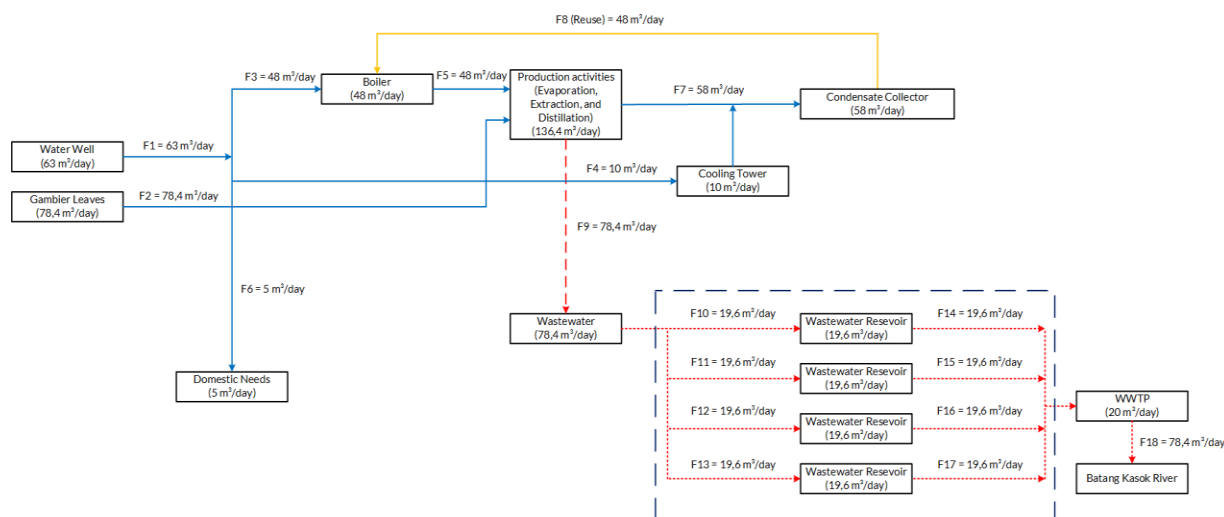 F8 (Reuse) = 48 m³/day
F3 = 48 m³/day
Boiler
(48 m³/day)
F5 = 48 m³/day
Production activities
(Evaporation,
Extraction, and
Distillation)
(136,4 m³/day)
F7 = 58 m³/day
Condensate Collector
(58 m³/day)
Water Well
(63 m³/day)
F1 = 63 m³/day
F4 = 10 m³/day
Cooling Tower
(10 m³/day)
Gambier Leaves
(78,4 m³/day)
F2 = 78,4 m³/day
F9 = 78,4 m³/day
F6 = 5 m³/day
Domestic Needs
(5 m³/day)
Wastewater
(78,4 m³/day)
F10 = 19,6 m³/day
Wastewater Resevoir
(19,6 m³/day)
F14 = 19,6 m³/day
F11 = 19,6 m³/day
Wastewater Resevoir
(19,6 m³/day)
F15 = 19,6 m³/day
F12 = 19,6 m³/day
Wastewater Resevoir
(19,6 m³/day)
F16 = 19,6 m³/day
F13 = 19,6 m³/day
Wastewater Resevoir
(19,6 m³/day)
F17 = 19,6 m³/day
WWTP
(20 m³/day)
F18 = 78,4 m³/day
Batang Kasok River